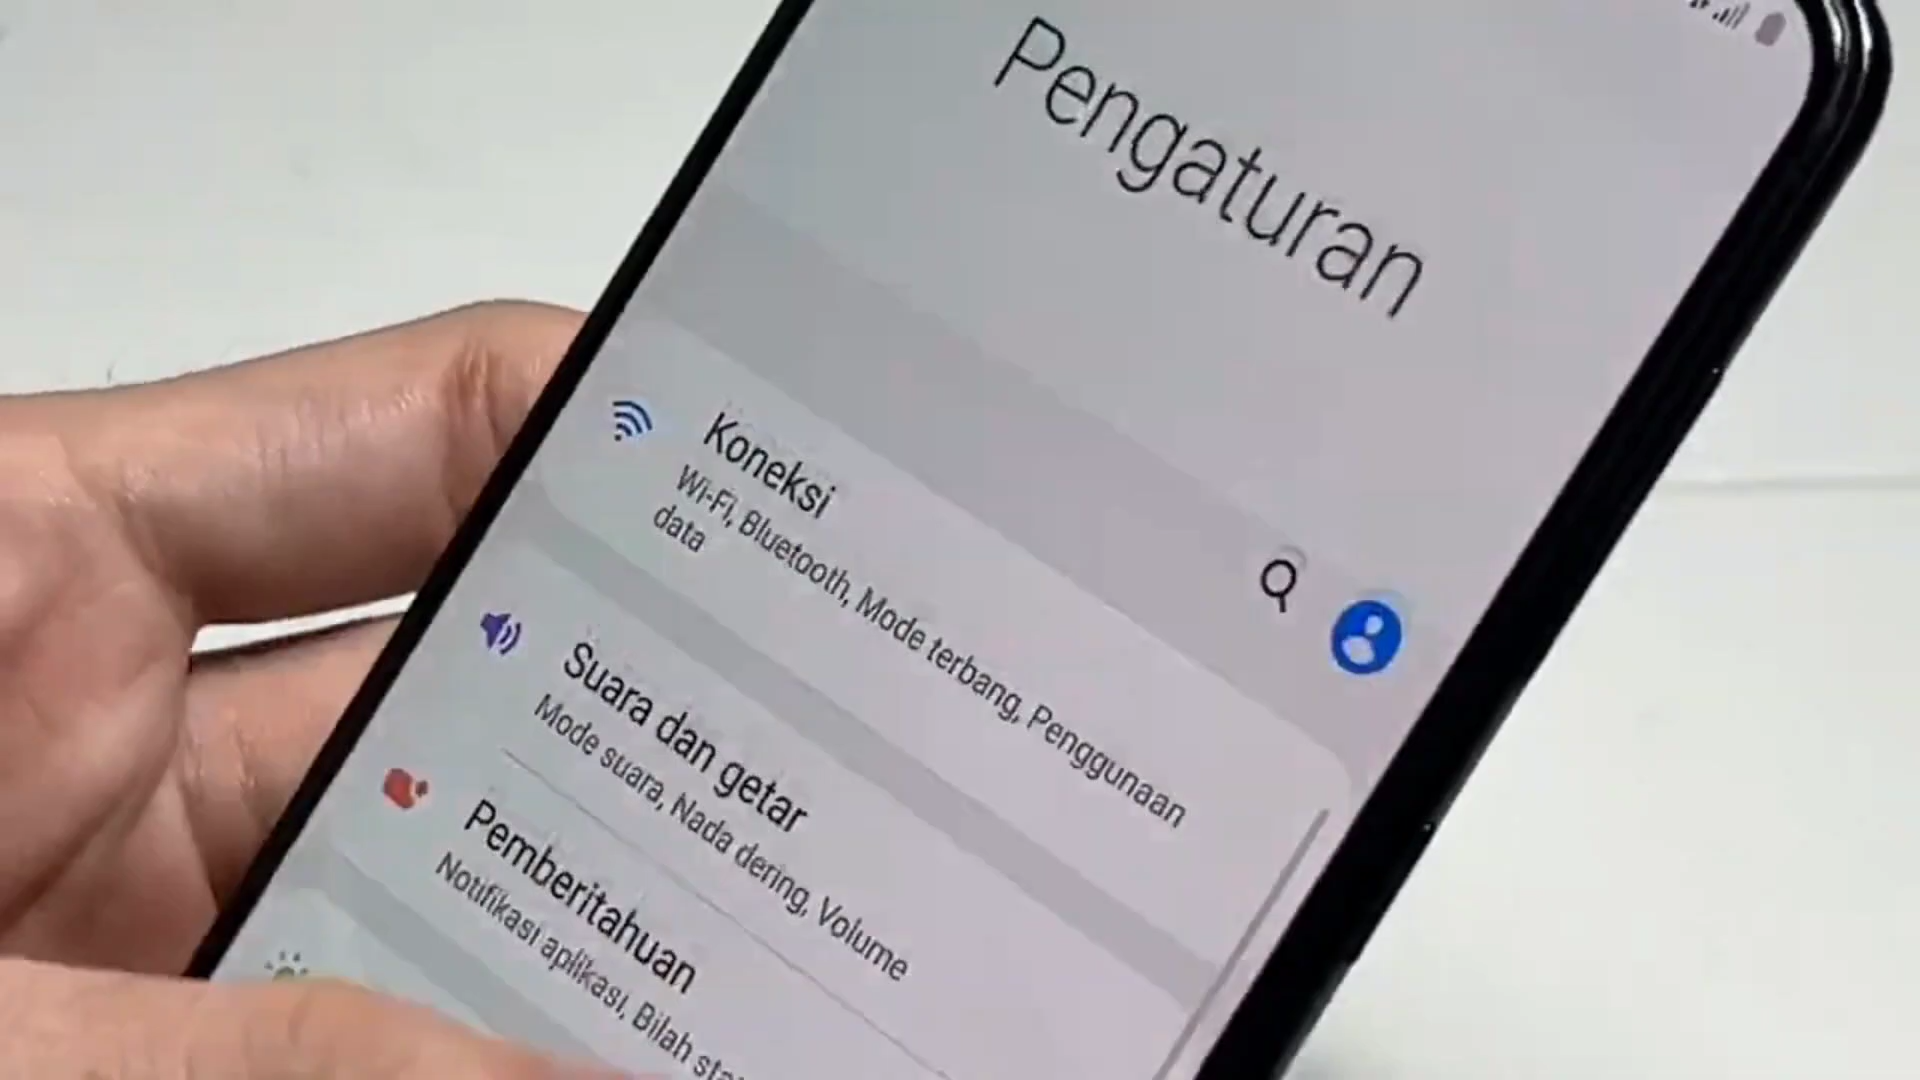 Pengaturan
Koneksi
Wi-Fi, Bluetooth, Mode terbang, Penggunaan
data
Suara dan getar
Mode suara, Nada dering, Volume
Pemberitahuan
Notifikasi aplikasi, Bilah